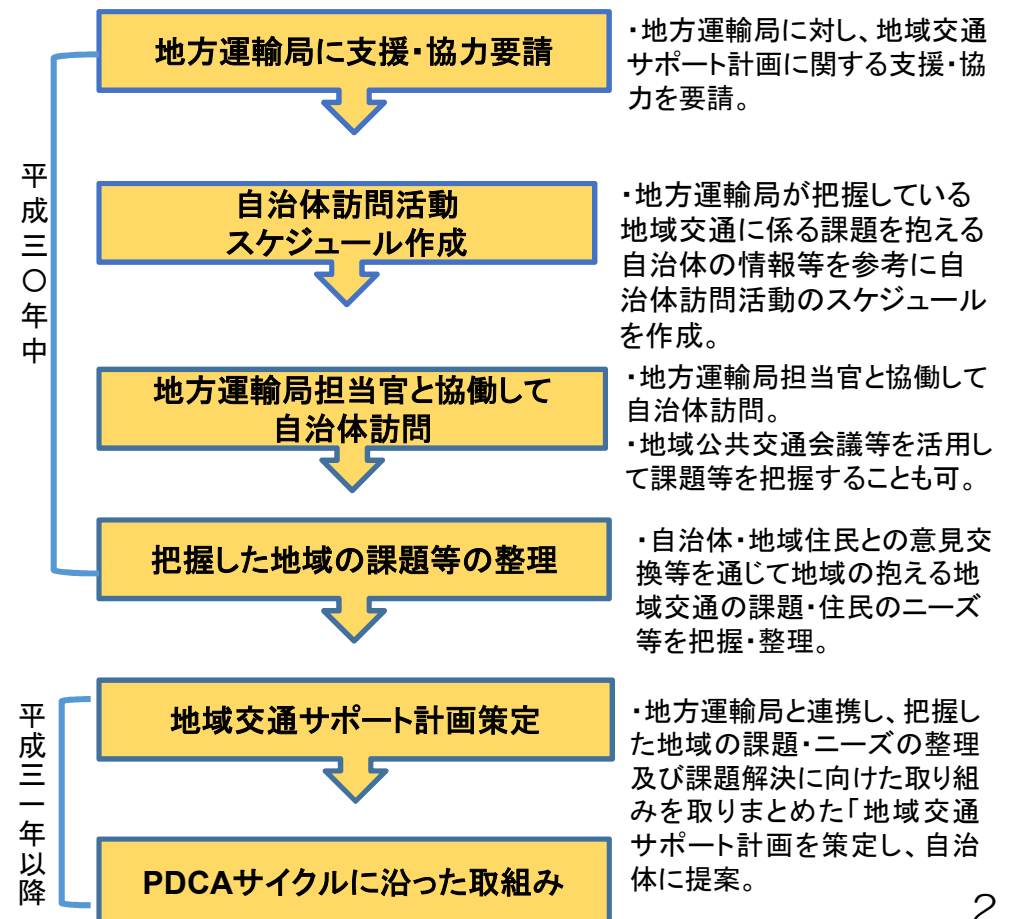 地方運輸局に支援・協力要請
・地方運輸局に対し、地域交通
サポート計画に関する支援・協
力を要請。
平成三〇年中
自治体訪問活動
スケジュール作成
・地方運輸局が把握している
地域交通に係る課題を抱える
自治体の情報等を参考に自
治体訪問活動のスケジュール
を作成。
地方運輸局担当官と協働して
自治体訪問
・地方運輸局担当官と協働して
自治体訪問。
・地域公共交通会議等を活用し
て課題等を把握することも可。
把握した地域の課題等の整理
・自治体・地域住民との意見交
換等を通じて地域の抱える地
域交通の課題・住民のニーズ
等を把握・整理。
平成三一年以降
地域交通サポート計画策定
・地方運輸局と連携し、把握し
た地域の課題・ニーズの整理
及び課題解決に向けた取り組
みを取りまとめた「地域交通
サポート計画を策定し、自治
体に提案。
PDCAサイクルに沿った取組み
2